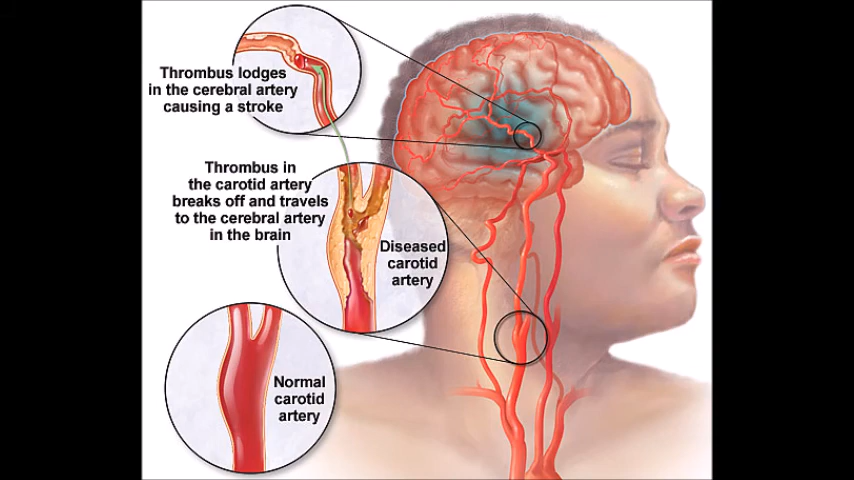 Thrombus lodges
in the cerebral artery
causing a stroke
Thrombus in
the carotid artery
breaks off and travels
to the cerebral artery
in the brain
Diseased
carotid
artery
Normal
carotid
artery